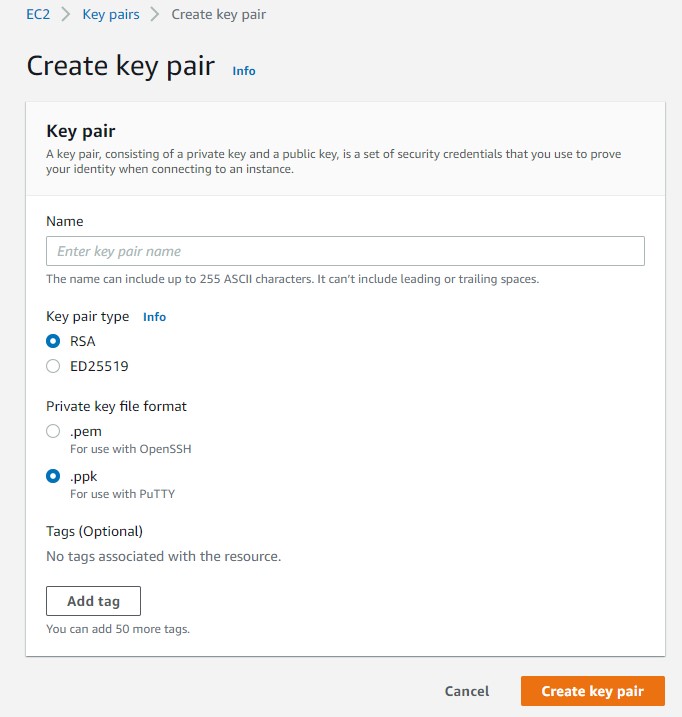 EC2 > Key pairs > Create key pair
Create key pair Info
Key pair
A key pair, consisting of a private key and a public key, is a set of security credentials that you use to prove
your identity when connecting to an instance.
Name
Enter key pair name
The name can include up to 255 ASCII characters. It can't include leading or trailing spaces.
Key pair type Info
RSA
ED25519
Private key file format
.pem
For use with OpenSSH
.ppk
For use with PuTTY
Tags (Optional)
No tags associated with the resource.
Add tag
You can add 50 more tags.
Cancel Create key pair